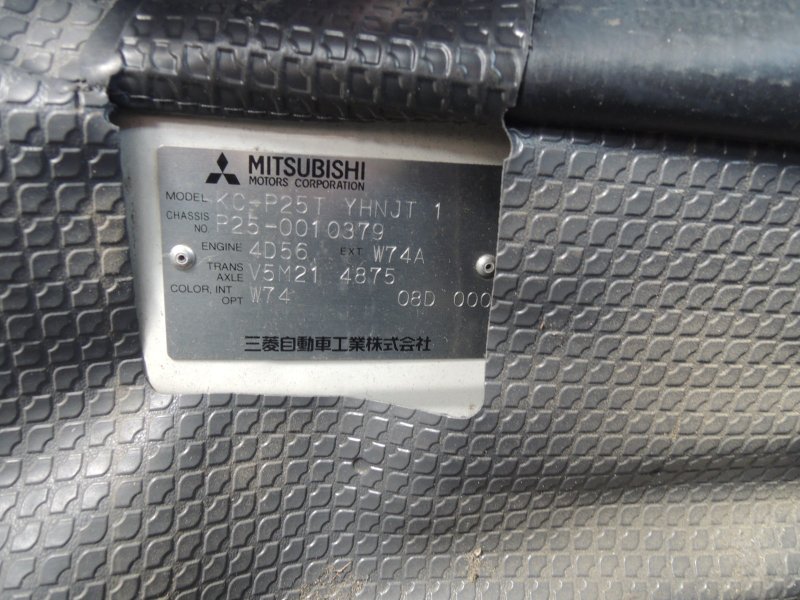 MITSUBISHI
MOTORS CORPORATION
MODEL KC-P25T YHNJT 1
CHASSIS NO. P25-0010379
ENGINE 4D56 EXT W74A
TRANS AXLE V5M21 4875
COLOR, INT OPT W74 08D 000
三菱自動車工業株式会社